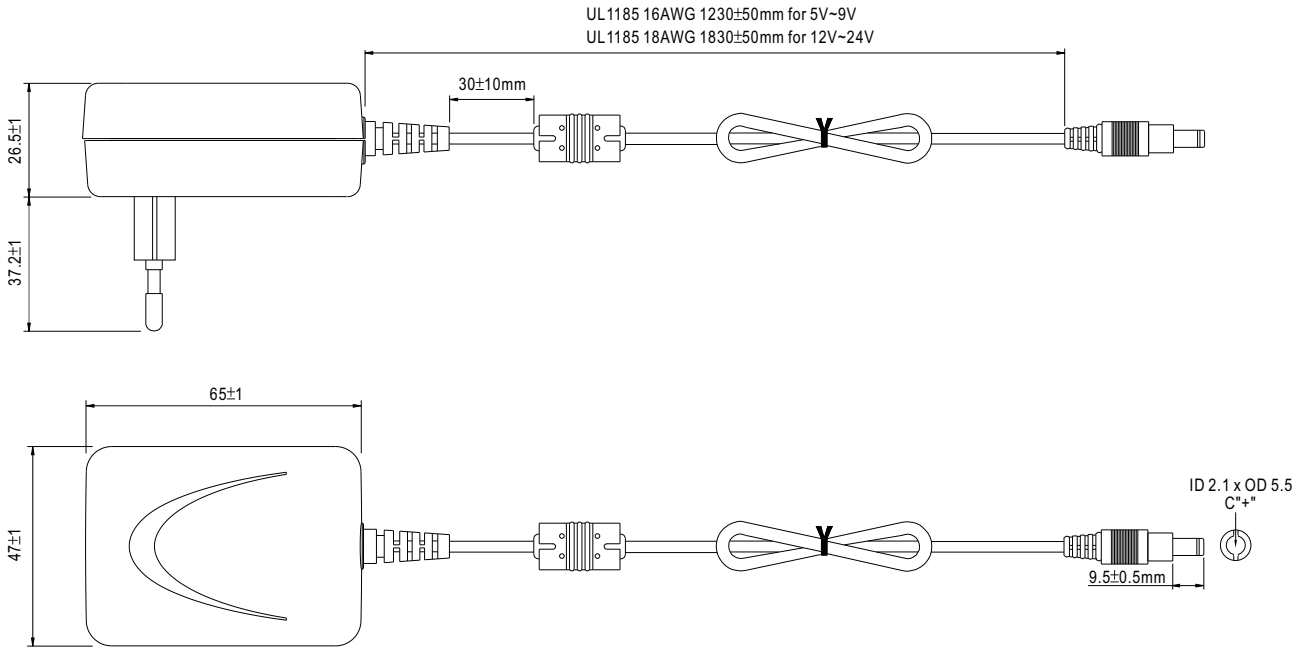 UL1185 16AWG 1230±50mm for 5V~9V
UL1185 18AWG 1830±50mm for 12V~24V
30±10mm
26.5±1
37.2±1
65±1
47±1
ID 2.1 x OD 5.5
C"+"
9.5±0.5mm